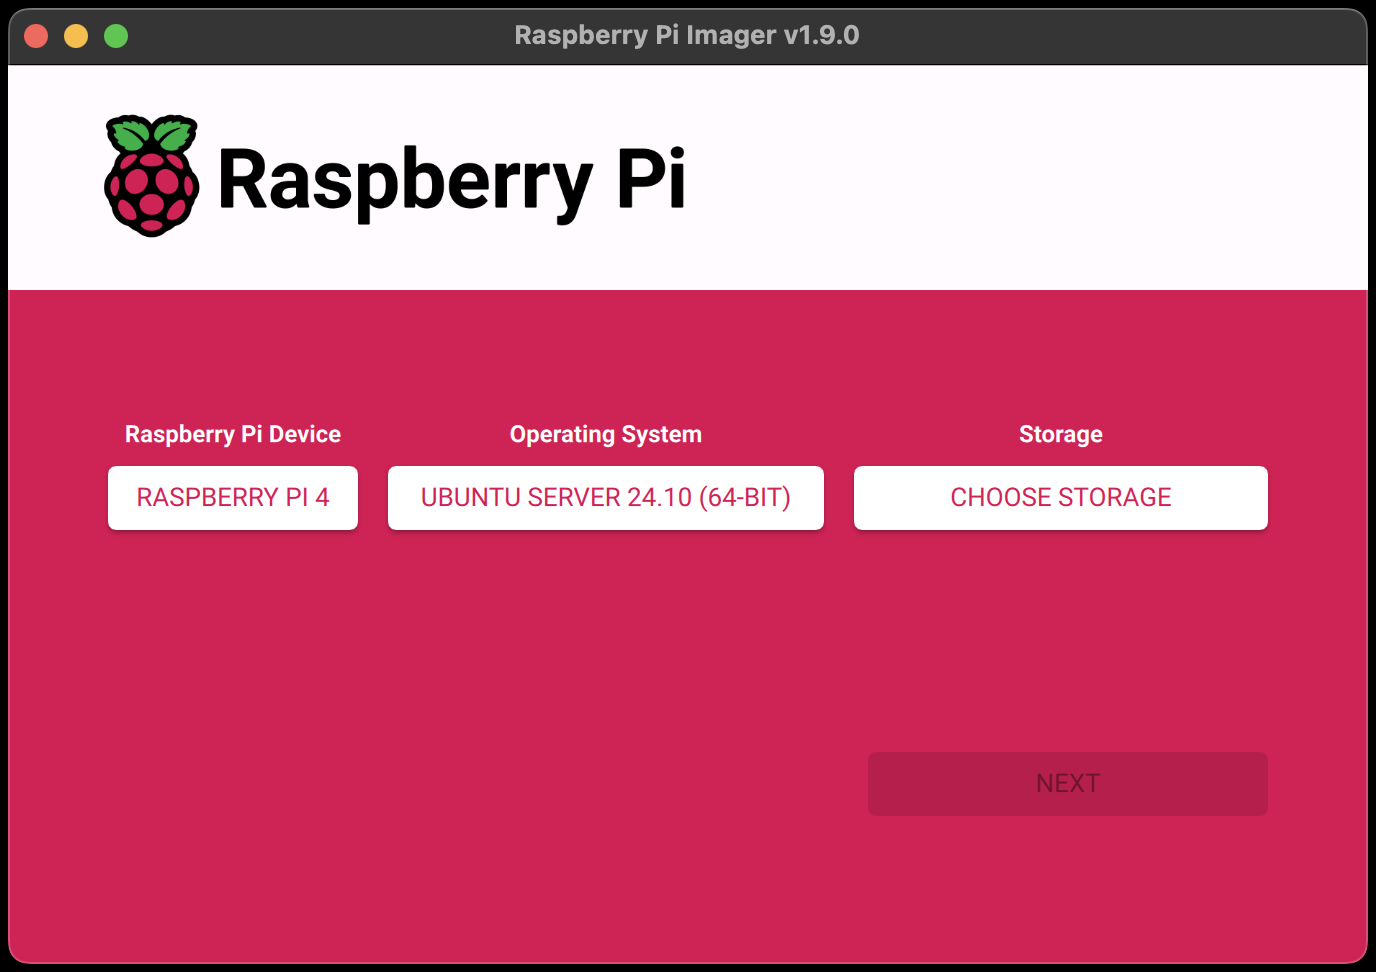 Raspberry Pi Imager v1.9.0
Raspberry Pi
Raspberry Pi Device
Operating System
Storage
RASPBERRY PI 4
UBUNTU SERVER 24.10 (64-BIT)
CHOOSE STORAGE
NEXT